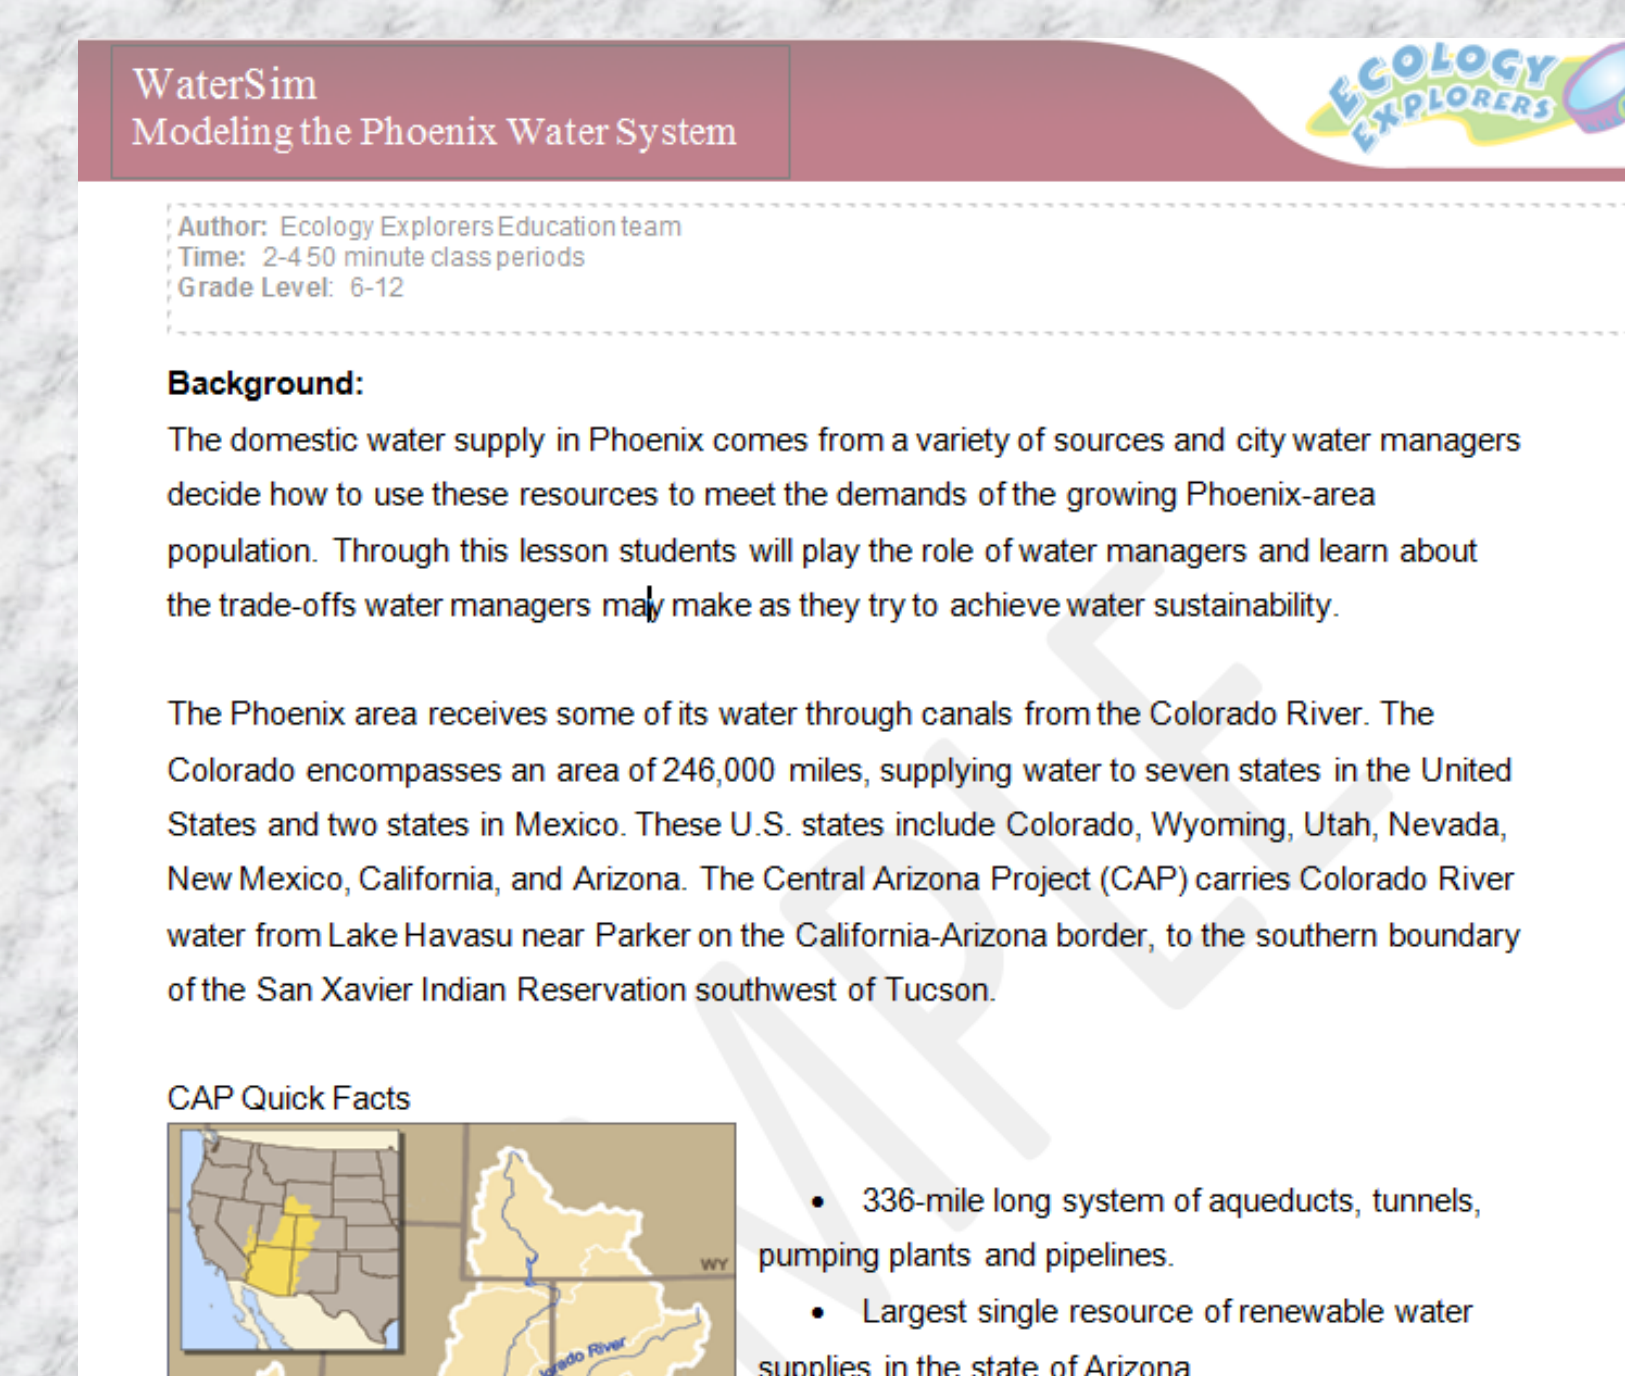 WaterSim
Modeling the Phoenix Water System
ECOLOGY
EXPLORERS
Author: Ecology Explorers Education team
Time: 2-4 50 minute class periods
Grade Level: 6-12
Background:
The domestic water supply in Phoenix comes from a variety of sources and city water managers
decide how to use these resources to meet the demands of the growing Phoenix-area
population. Through this lesson students will play the role of water managers and learn about
the trade-offs water managers may make as they try to achieve water sustainability.
The Phoenix area receives some of its water through canals from the Colorado River. The
Colorado encompasses an area of 246,000 miles, supplying water to seven states in the United
States and two states in Mexico. These U.S. states include Colorado, Wyoming, Utah, Nevada,
New Mexico, California, and Arizona. The Central Arizona Project (CAP) carries Colorado River
water from Lake Havasu near Parker on the California-Arizona border, to the southern boundary
of the San Xavier Indian Reservation southwest of Tucson.
CAP Quick Facts
WY
River
• 336-mile long system of aqueducts, tunnels,
pumping plants and pipelines.
• Largest single resource of renewable water
supplies in the state of Arizona